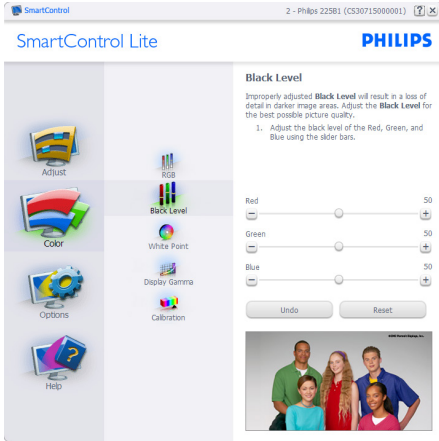 SmartControl
2 - Philips 225B1 (CS30715000001)
SmartControl Lite
PHILIPS
Adjust
Color
Options
Help
RGB
Black Level
White Point
Display Gamma
Calibration
Black Level
Improperly adjusted Black Level will result in a loss of
detail in darker image areas. Adjust the Black Level for
the best possible picture quality.
1. Adjust the black level of the Red, Green, and
Blue using the slider bars.
Red 50
Green 50
Blue 50
Undo
Reset